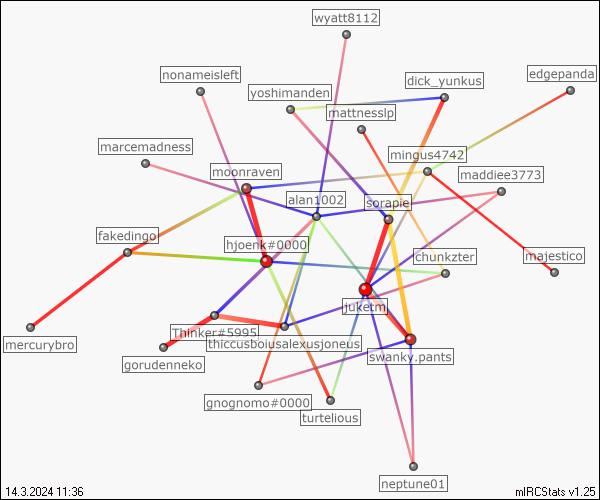 wyatt8112
nonameisleft
dick_yunkus
edgepanda
yoshimanden
mattnesslp
marcemadness
mingus4742
moonraven
maddiee3773
alan1002
sorapie
fakedingo
hjoenk#0000
chunkzter
majestico
juketm
Thinker#5995
mercurybro
thiccusboiusalexusjoneus
swanky.pants
gorudenneko
gnognomo#0000
turtelious
neptune01
14.3.2024 11:36
mIRCStats v1.25